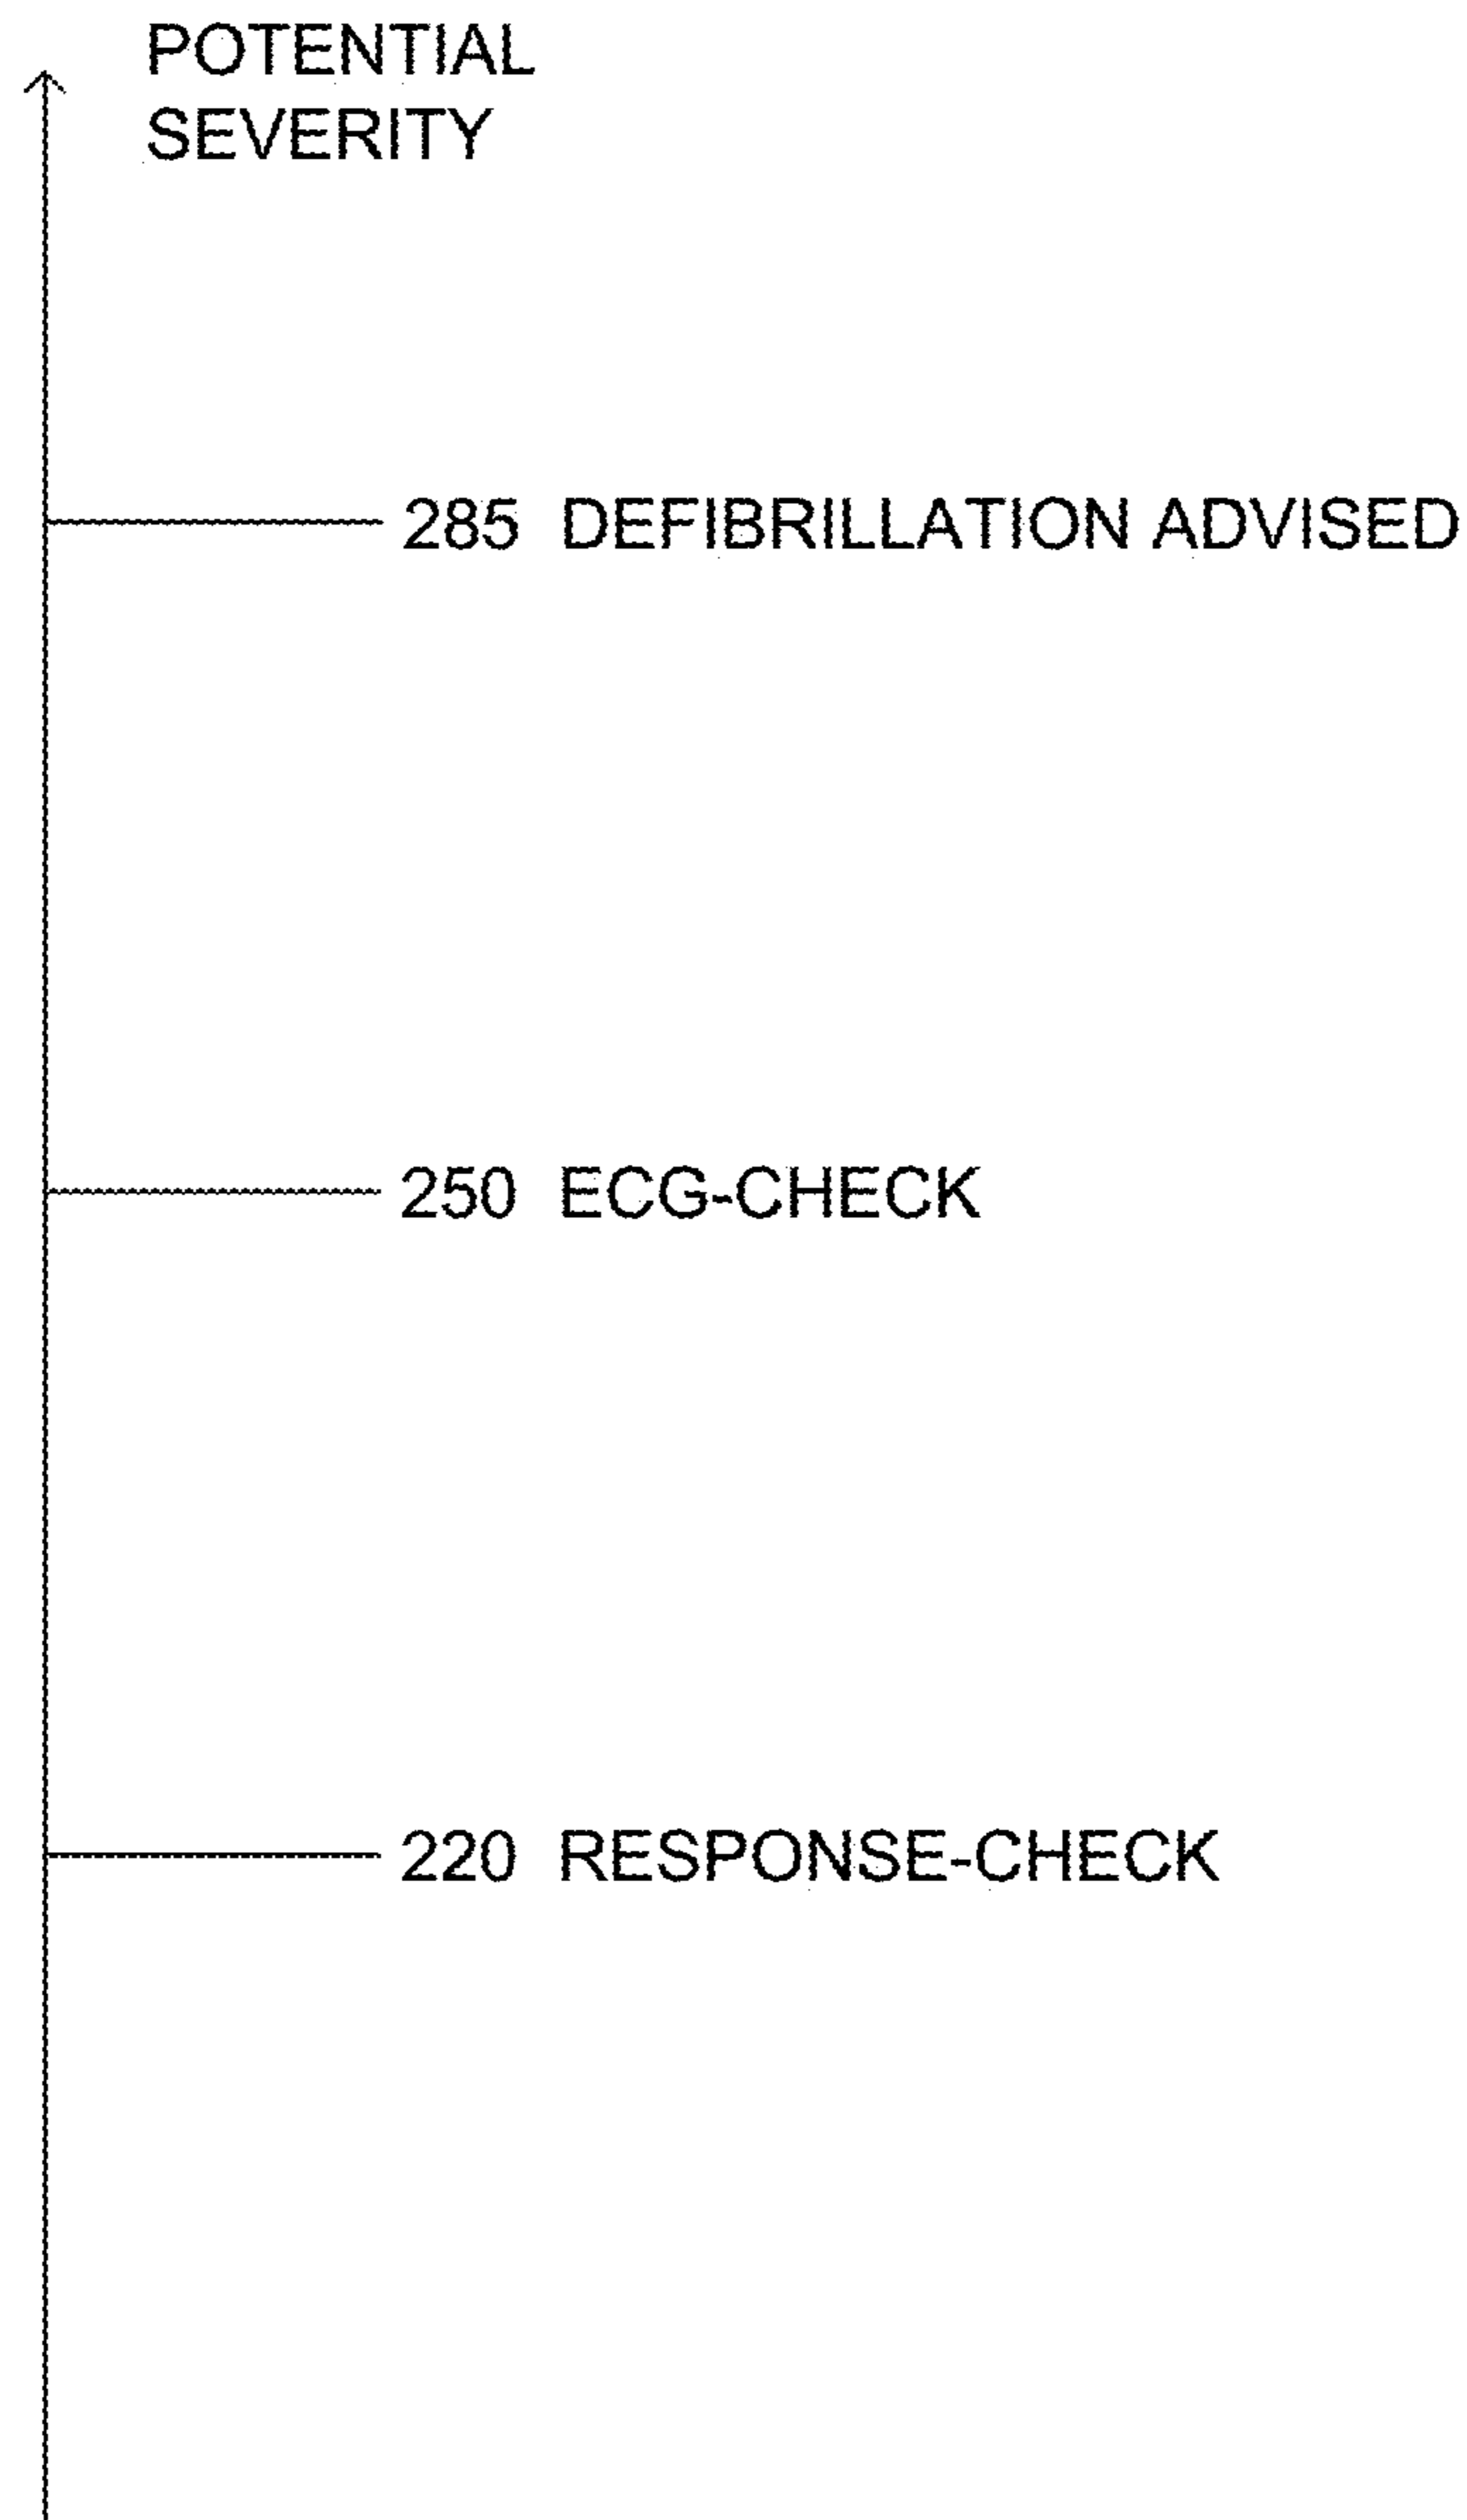 POTENTIAL
SEVERITY
285 DEFIBRILLATION ADVISED
250 ECG-CHECK
220 RESPONSE-CHECK